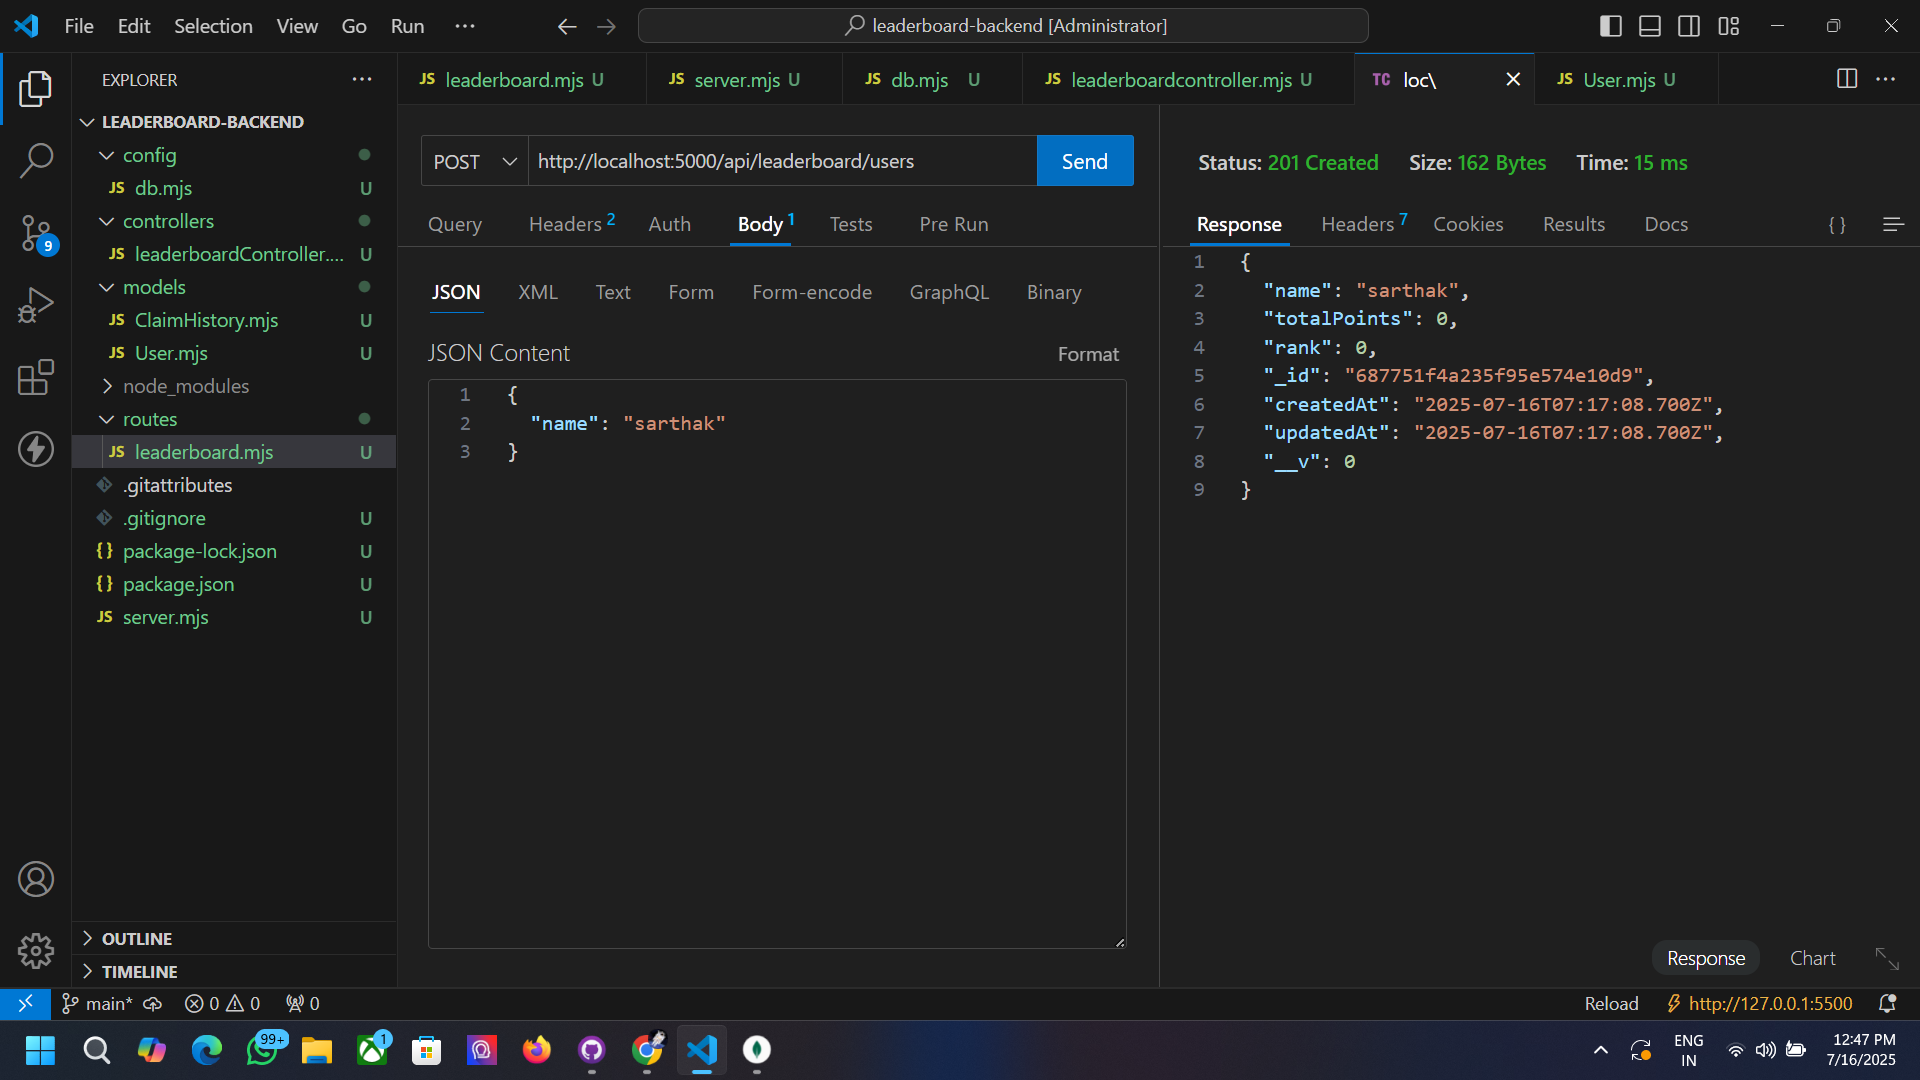 File Edit Selection View Go Run ···
leaderboard-backend [Administrator]
EXPLORER ···
LEADERBOARD-BACKEND
config
JS db.mjs U
controllers
JS leaderboardController.... U
models
JS ClaimHistory.mjs U
JS User.mjs U
node_modules
routes
JS leaderboard.mjs U
.gitattributes
.gitignore U
{} package-lock.json U
{} package.json U
JS server.mjs U
OUTLINE
TIMELINE
9
JS leaderboard.mjs U JS server.mjs U JS db.mjs U JS leaderboardcontroller.mjs U TC loc\ JS User.mjs U ···
POST http://localhost:5000/api/leaderboard/users Send
Query Headers 2 Auth Body 1 Tests Pre Run
JSON XML Text Form Form-encode GraphQL Binary
JSON Content Format
1 {
2 "name": "sarthak"
3 }
Status: 201 Created Size: 162 Bytes Time: 15 ms
Response Headers 7 Cookies Results Docs { }
1 {
2 "name": "sarthak",
3 "totalPoints": 0,
4 "rank": 0,
5 "_id": "687751f4a235f95e574e10d9",
6 "createdAt": "2025-07-16T07:17:08.700Z",
7 "updatedAt": "2025-07-16T07:17:08.700Z",
8 "__v": 0
9 }
Response Chart
main* 0 0 0 Reload http://127.0.0.1:5500
99+ 1
ENG
IN
12:47 PM
7/16/2025